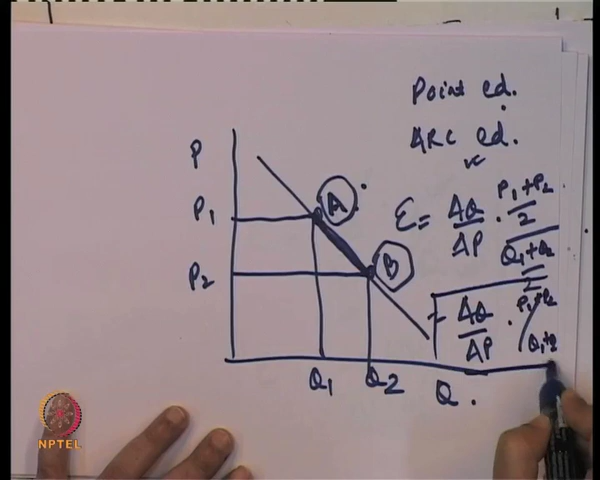 Point ed.
ARC ed.
P
P1
A
B
P2
Q1 Q2 Q.
ε = ΔQ/ΔP · (P1+P2)/2 / (Q1+Q2)/2
= ΔQ/ΔP · P1+P2 / Q1+Q2
NPTEL